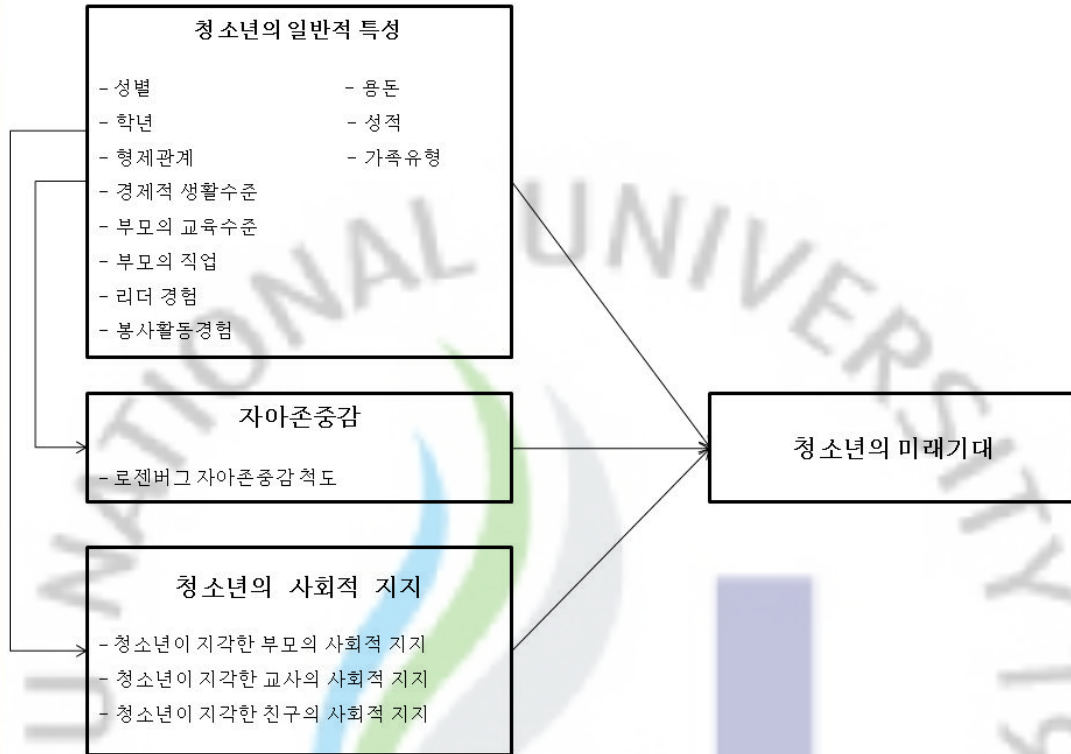 청소년의 일반적 특성
- 성별
- 학년
- 형제관계
- 경제적 생활수준
- 부모의 교육수준
- 부모의 직업
- 리더 경험
- 봉사활동경험
- 용돈
- 성적
- 가족유형
자아존중감
- 로젠버그 자아존중감 척도
청소년의 사회적 지지
- 청소년이 지각한 부모의 사회적 지지
- 청소년이 지각한 교사의 사회적 지지
- 청소년이 지각한 친구의 사회적 지지
청소년의 미래기대
U NATIONAL UNIVERSITY 19